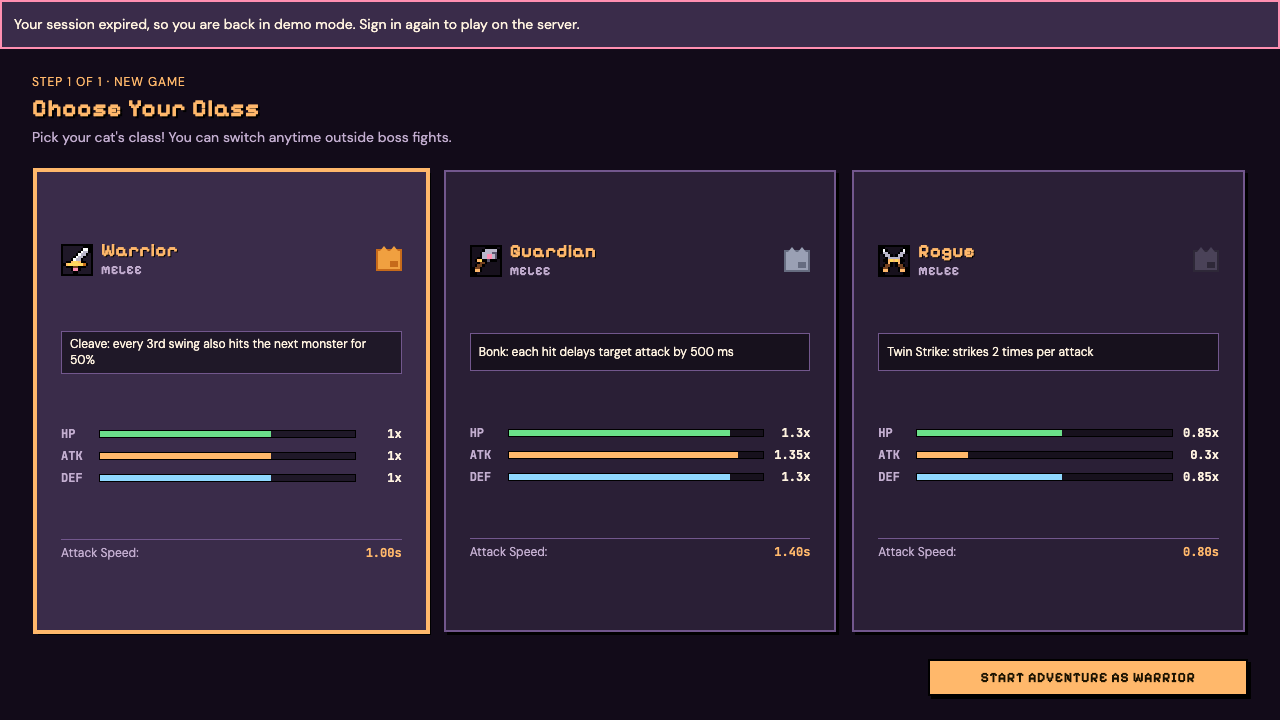 Your session expired, so you are back in demo mode. Sign in again to play on the server.
STEP 1 OF 1 · NEW GAME
Choose Your Class
Pick your cat's class! You can switch anytime outside boss fights.
Warrior
MELEE
Cleave: every 3rd swing also hits the next monster for
50%
HP 1x
ATK 1x
DEF 1x
Attack Speed: 1.00s
Guardian
MELEE
Bonk: each hit delays target attack by 500 ms
HP 1.3x
ATK 1.35x
DEF 1.3x
Attack Speed: 1.40s
Rogue
MELEE
Twin Strike: strikes 2 times per attack
HP 0.85x
ATK 0.3x
DEF 0.85x
Attack Speed: 0.80s
START ADVENTURE AS WARRIOR